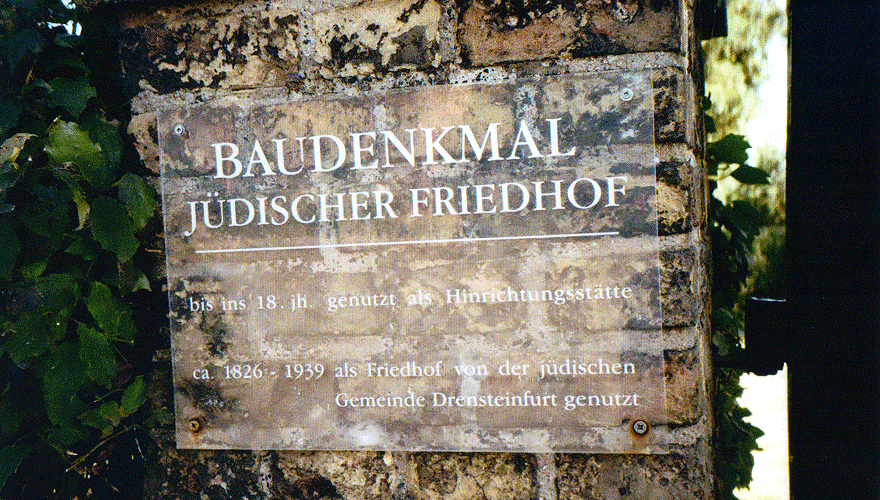 BAUDENKMAL
JÜDISCHER FRIEDHOF
bis ins 18. jh. genutzt als Hinrichtungsstätte
ca. 1826 - 1939 als Friedhof von der jüdischen
Gemeinde Drensteinfurt genutzt